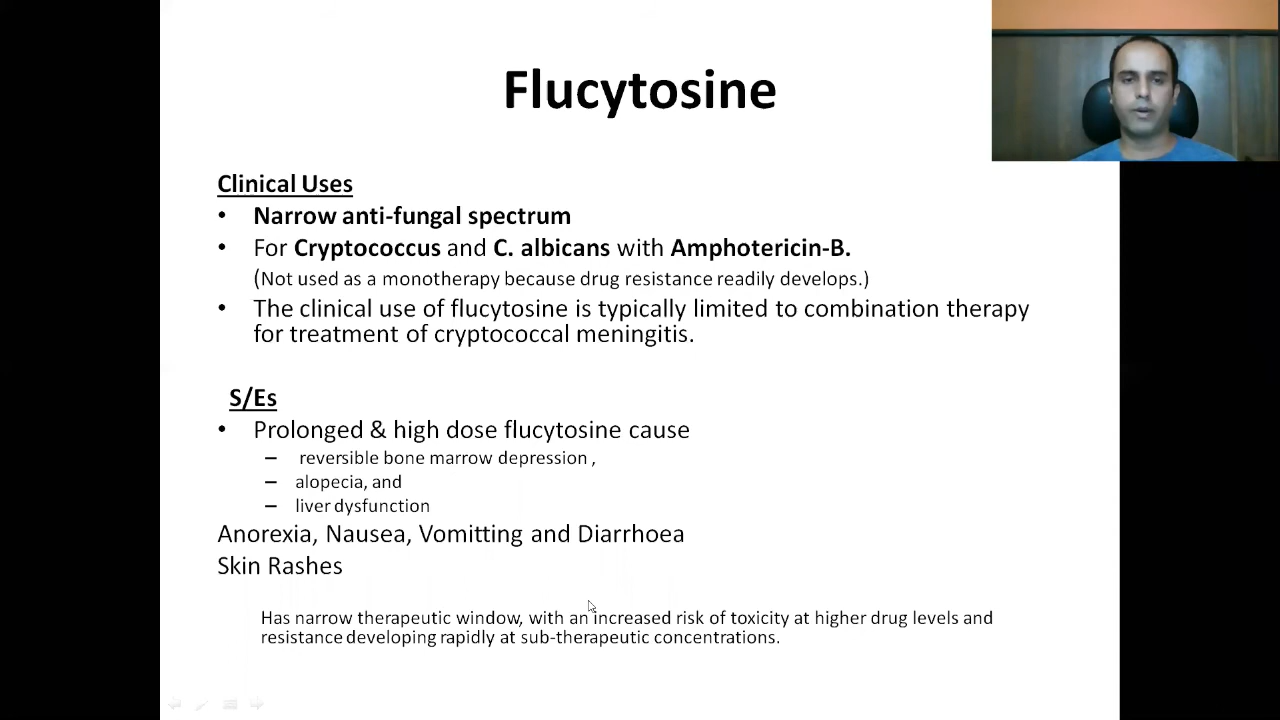 Flucytosine
Clinical Uses
• Narrow anti-fungal spectrum
• For Cryptococcus and C. albicans with Amphotericin-B.
(Not used as a monotherapy because drug resistance readily develops.)
• The clinical use of flucytosine is typically limited to combination therapy
for treatment of cryptococcal meningitis.
S/Es
• Prolonged & high dose flucytosine cause
– reversible bone marrow depression ,
– alopecia, and
– liver dysfunction
Anorexia, Nausea, Vomitting and Diarrhoea
Skin Rashes
Has narrow therapeutic window, with an increased risk of toxicity at higher drug levels and
resistance developing rapidly at sub-therapeutic concentrations.